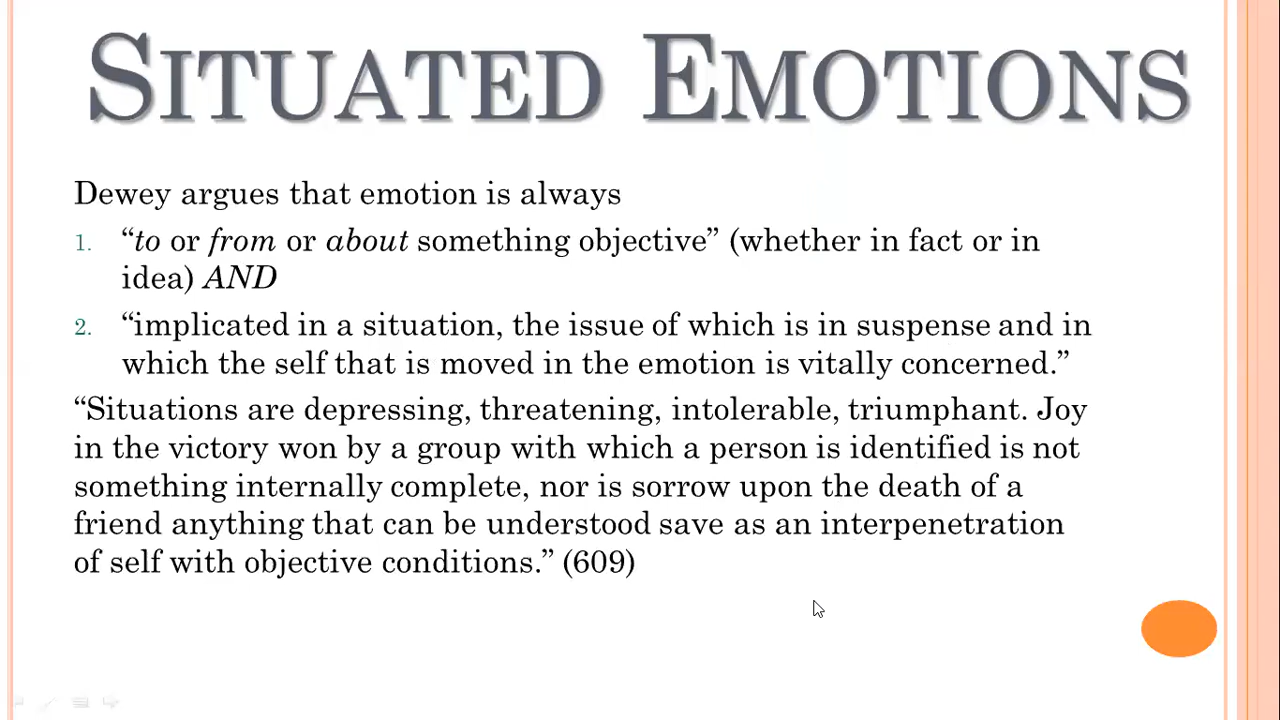 SITUATED EMOTIONS
Dewey argues that emotion is always
1. “to or from or about something objective” (whether in fact or in
idea) AND
2. “implicated in a situation, the issue of which is in suspense and in
which the self that is moved in the emotion is vitally concerned.”
“Situations are depressing, threatening, intolerable, triumphant. Joy
in the victory won by a group with which a person is identified is not
something internally complete, nor is sorrow upon the death of a
friend anything that can be understood save as an interpenetration
of self with objective conditions.” (609)